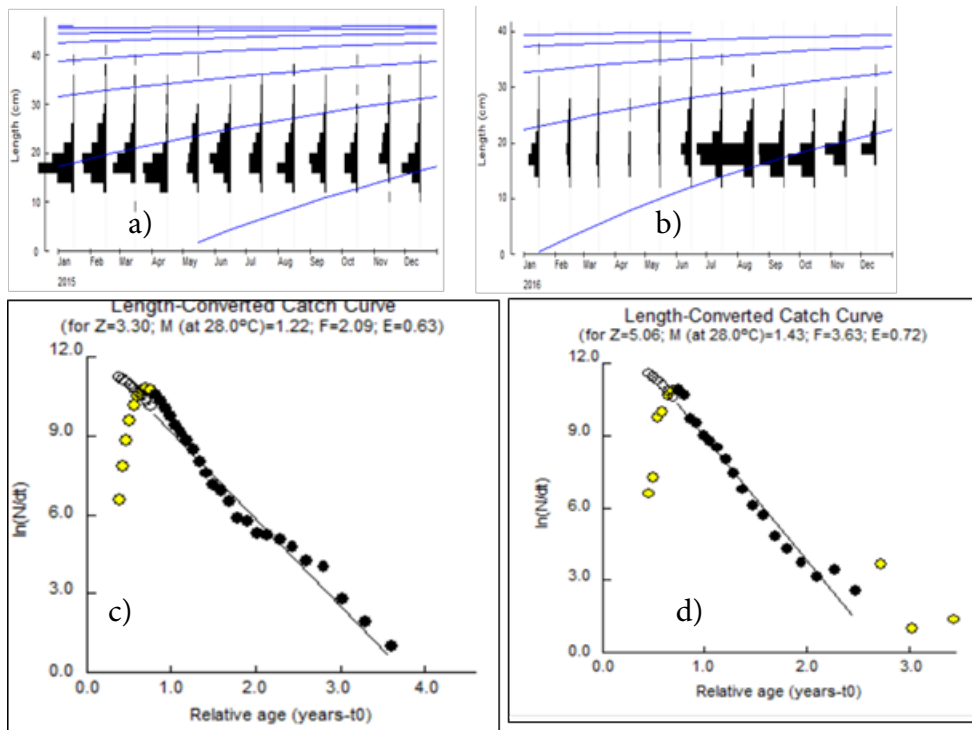 Length (cm)
40
30
20
10
0
a)
Jan Feb Mar Apr May Jun Jul Aug Sep Oct Nov Dec
2015
Length (cm)
40
30
20
10
0
b)
Jan Feb Mar Apr May Jun Jul Aug Sep Oct Nov Dec
2016
Length-Converted Catch Curve
(for Z=3.30; M (at 28.0ºC)=1.22; F=2.09; E=0.63)
12.0
9.0
6.0
3.0
0.0
ln(N/dt)
c)
0.0 1.0 2.0 3.0 4.0
Relative age (years-t0)
Length-Converted Catch Curve
(for Z=5.06; M (at 28.0ºC)=1.43; F=3.63; E=0.72)
12.0
9.0
6.0
3.0
0.0
ln(N/dt)
d)
0.0 1.0 2.0 3.0
Relative age (years-t0)